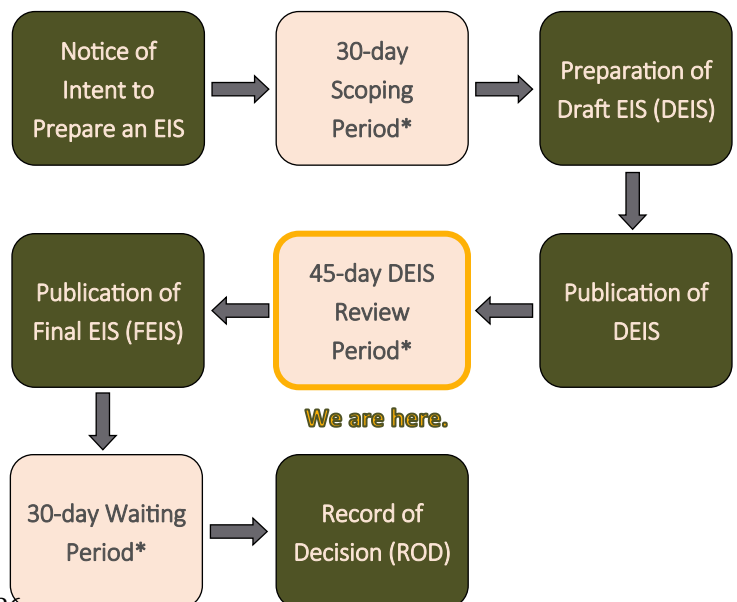 Notice of
Intent to
Prepare an EIS
30-day
Scoping
Period*
Preparation of
Draft EIS (DEIS)
Publication of
Final EIS (FEIS)
45-day DEIS
Review
Period*
Publication of
DEIS
We are here.
30-day Waiting
Period*
Record of
Decision (ROD)